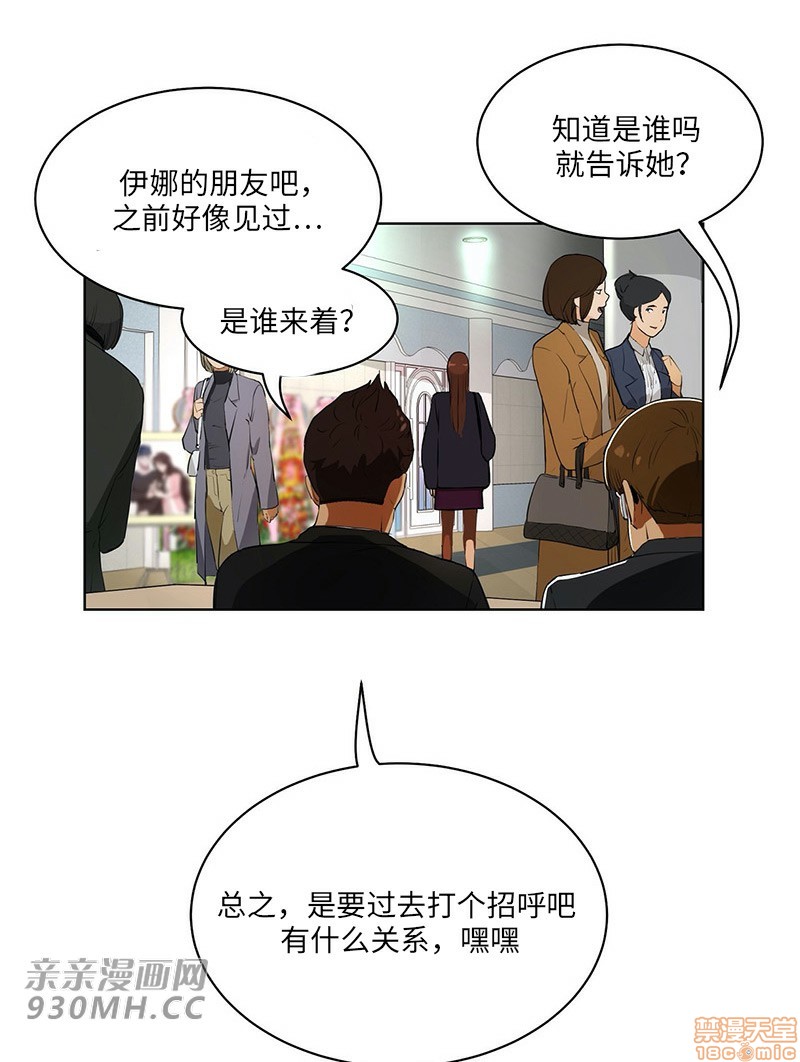 伊娜的朋友吧，
之前好像见过...
是谁来着？
知道是谁吗
就告诉她？
总之，是要过去打个招呼吧
有什么关系，嘿嘿
亲亲漫画网
930MH.CC
禁漫天堂
18comic